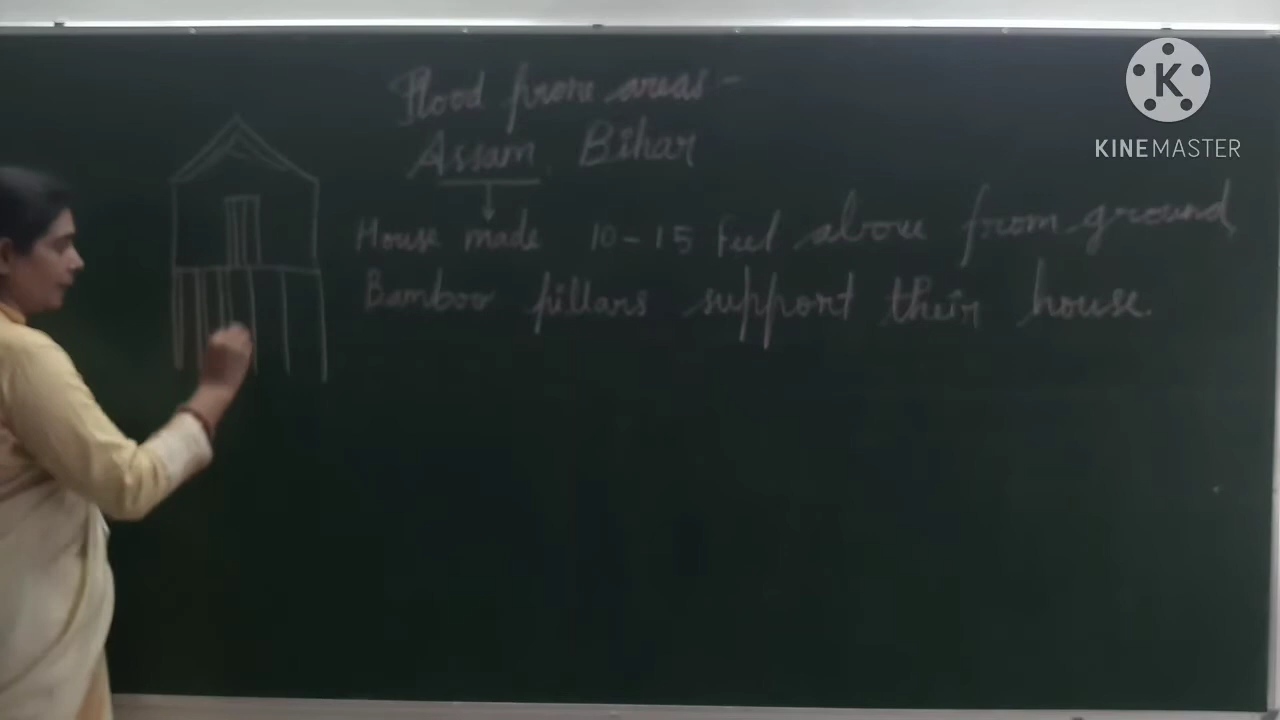 Flood prone areas -
Assam, Bihar
House made 10-15 Feet above from ground
Bamboo pillars support their house.
K
KINEMASTER